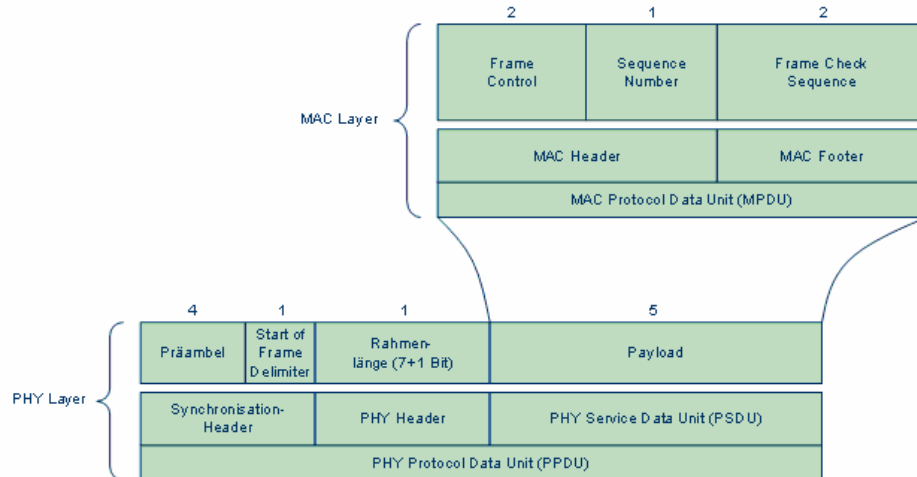 2 1 2
Frame
Control
Sequence
Number
Frame Check
Sequence
MAC Layer
MAC Header
MAC Footer
MAC Protocol Data Unit (MPDU)
4 1 1 5
Präambel
Start of
Frame
Delimiter
Rahmen-
länge (7+1 Bit)
Payload
PHY Layer
Synchronisation-
Header
PHY Header
PHY Service Data Unit (PSDU)
PHY Protocol Data Unit (PPDU)